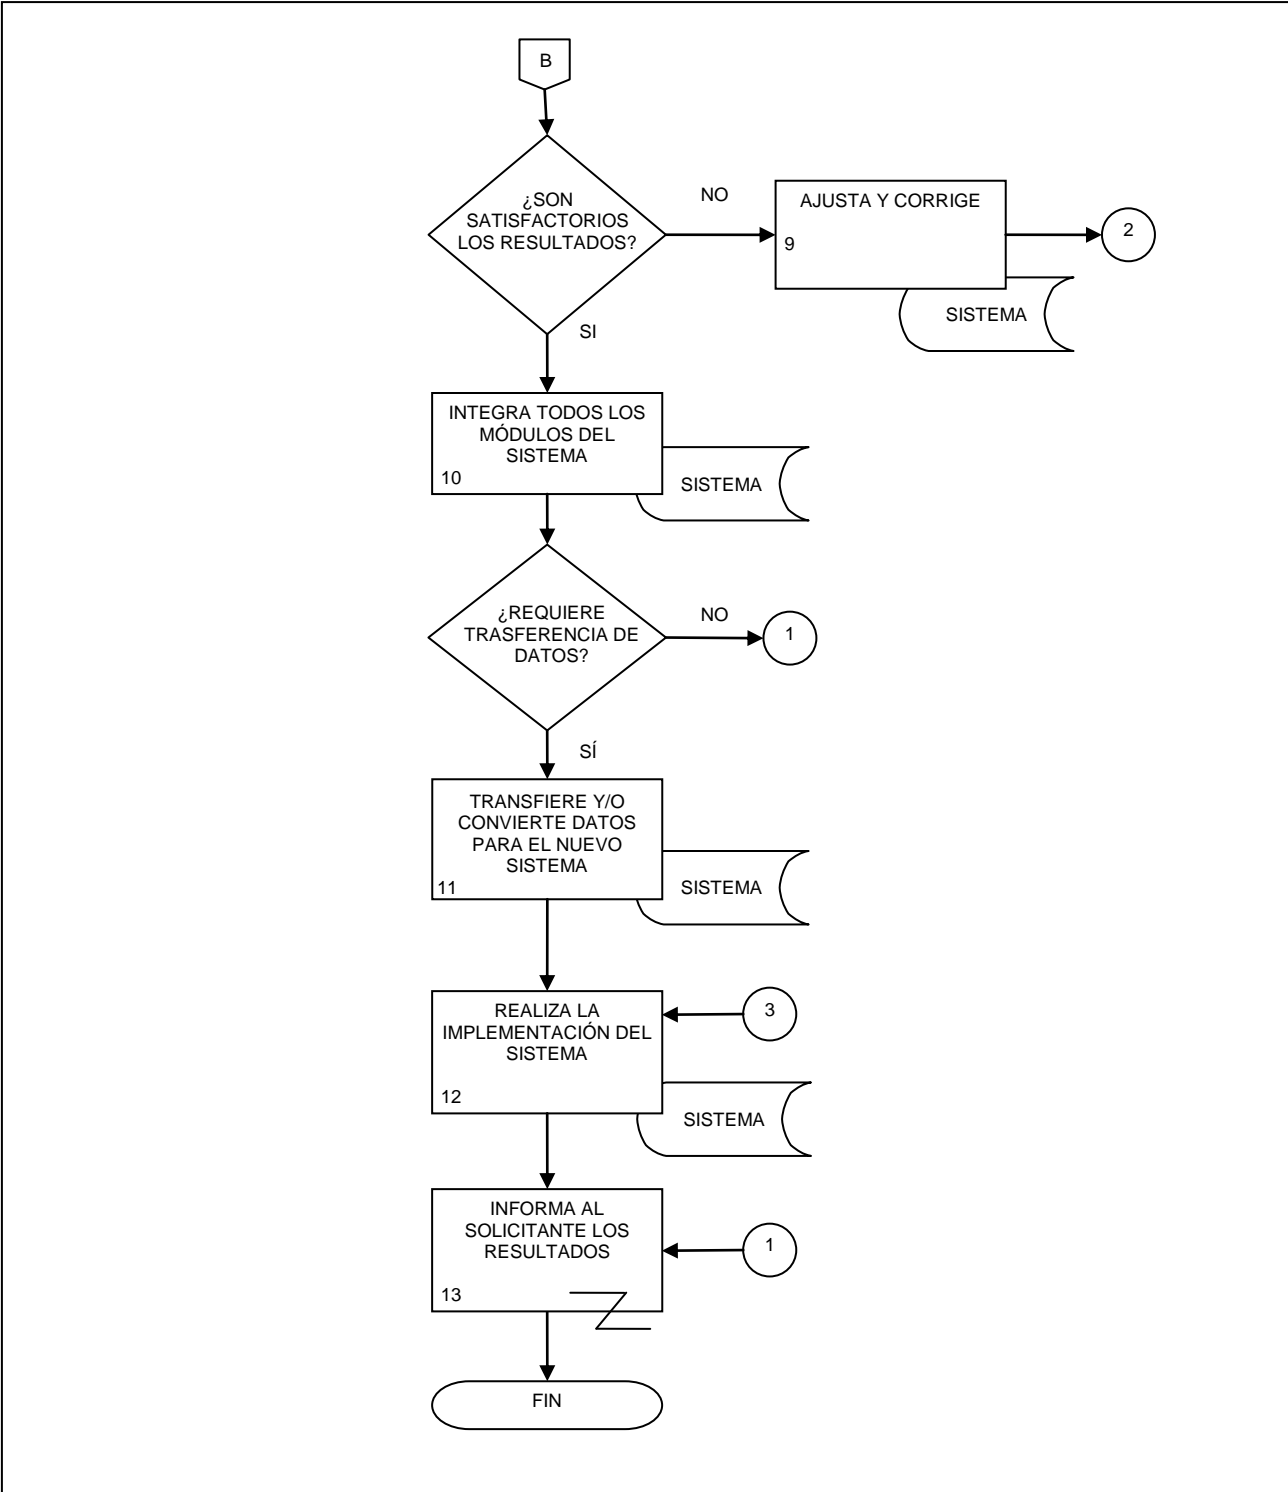 B
¿SON
SATISFACTORIOS
LOS RESULTADOS?
NO
AJUSTA Y CORRIGE
9
2
SISTEMA
SI
INTEGRA TODOS LOS
MÓDULOS DEL
SISTEMA
10
SISTEMA
¿REQUIERE
TRASFERENCIA DE
DATOS?
NO
1
SÍ
TRANSFIERE Y/O
CONVIERTE DATOS
PARA EL NUEVO
SISTEMA
11
SISTEMA
REALIZA LA
IMPLEMENTACIÓN DEL
SISTEMA
12
3
SISTEMA
INFORMA AL
SOLICITANTE LOS
RESULTADOS
13
1
FIN